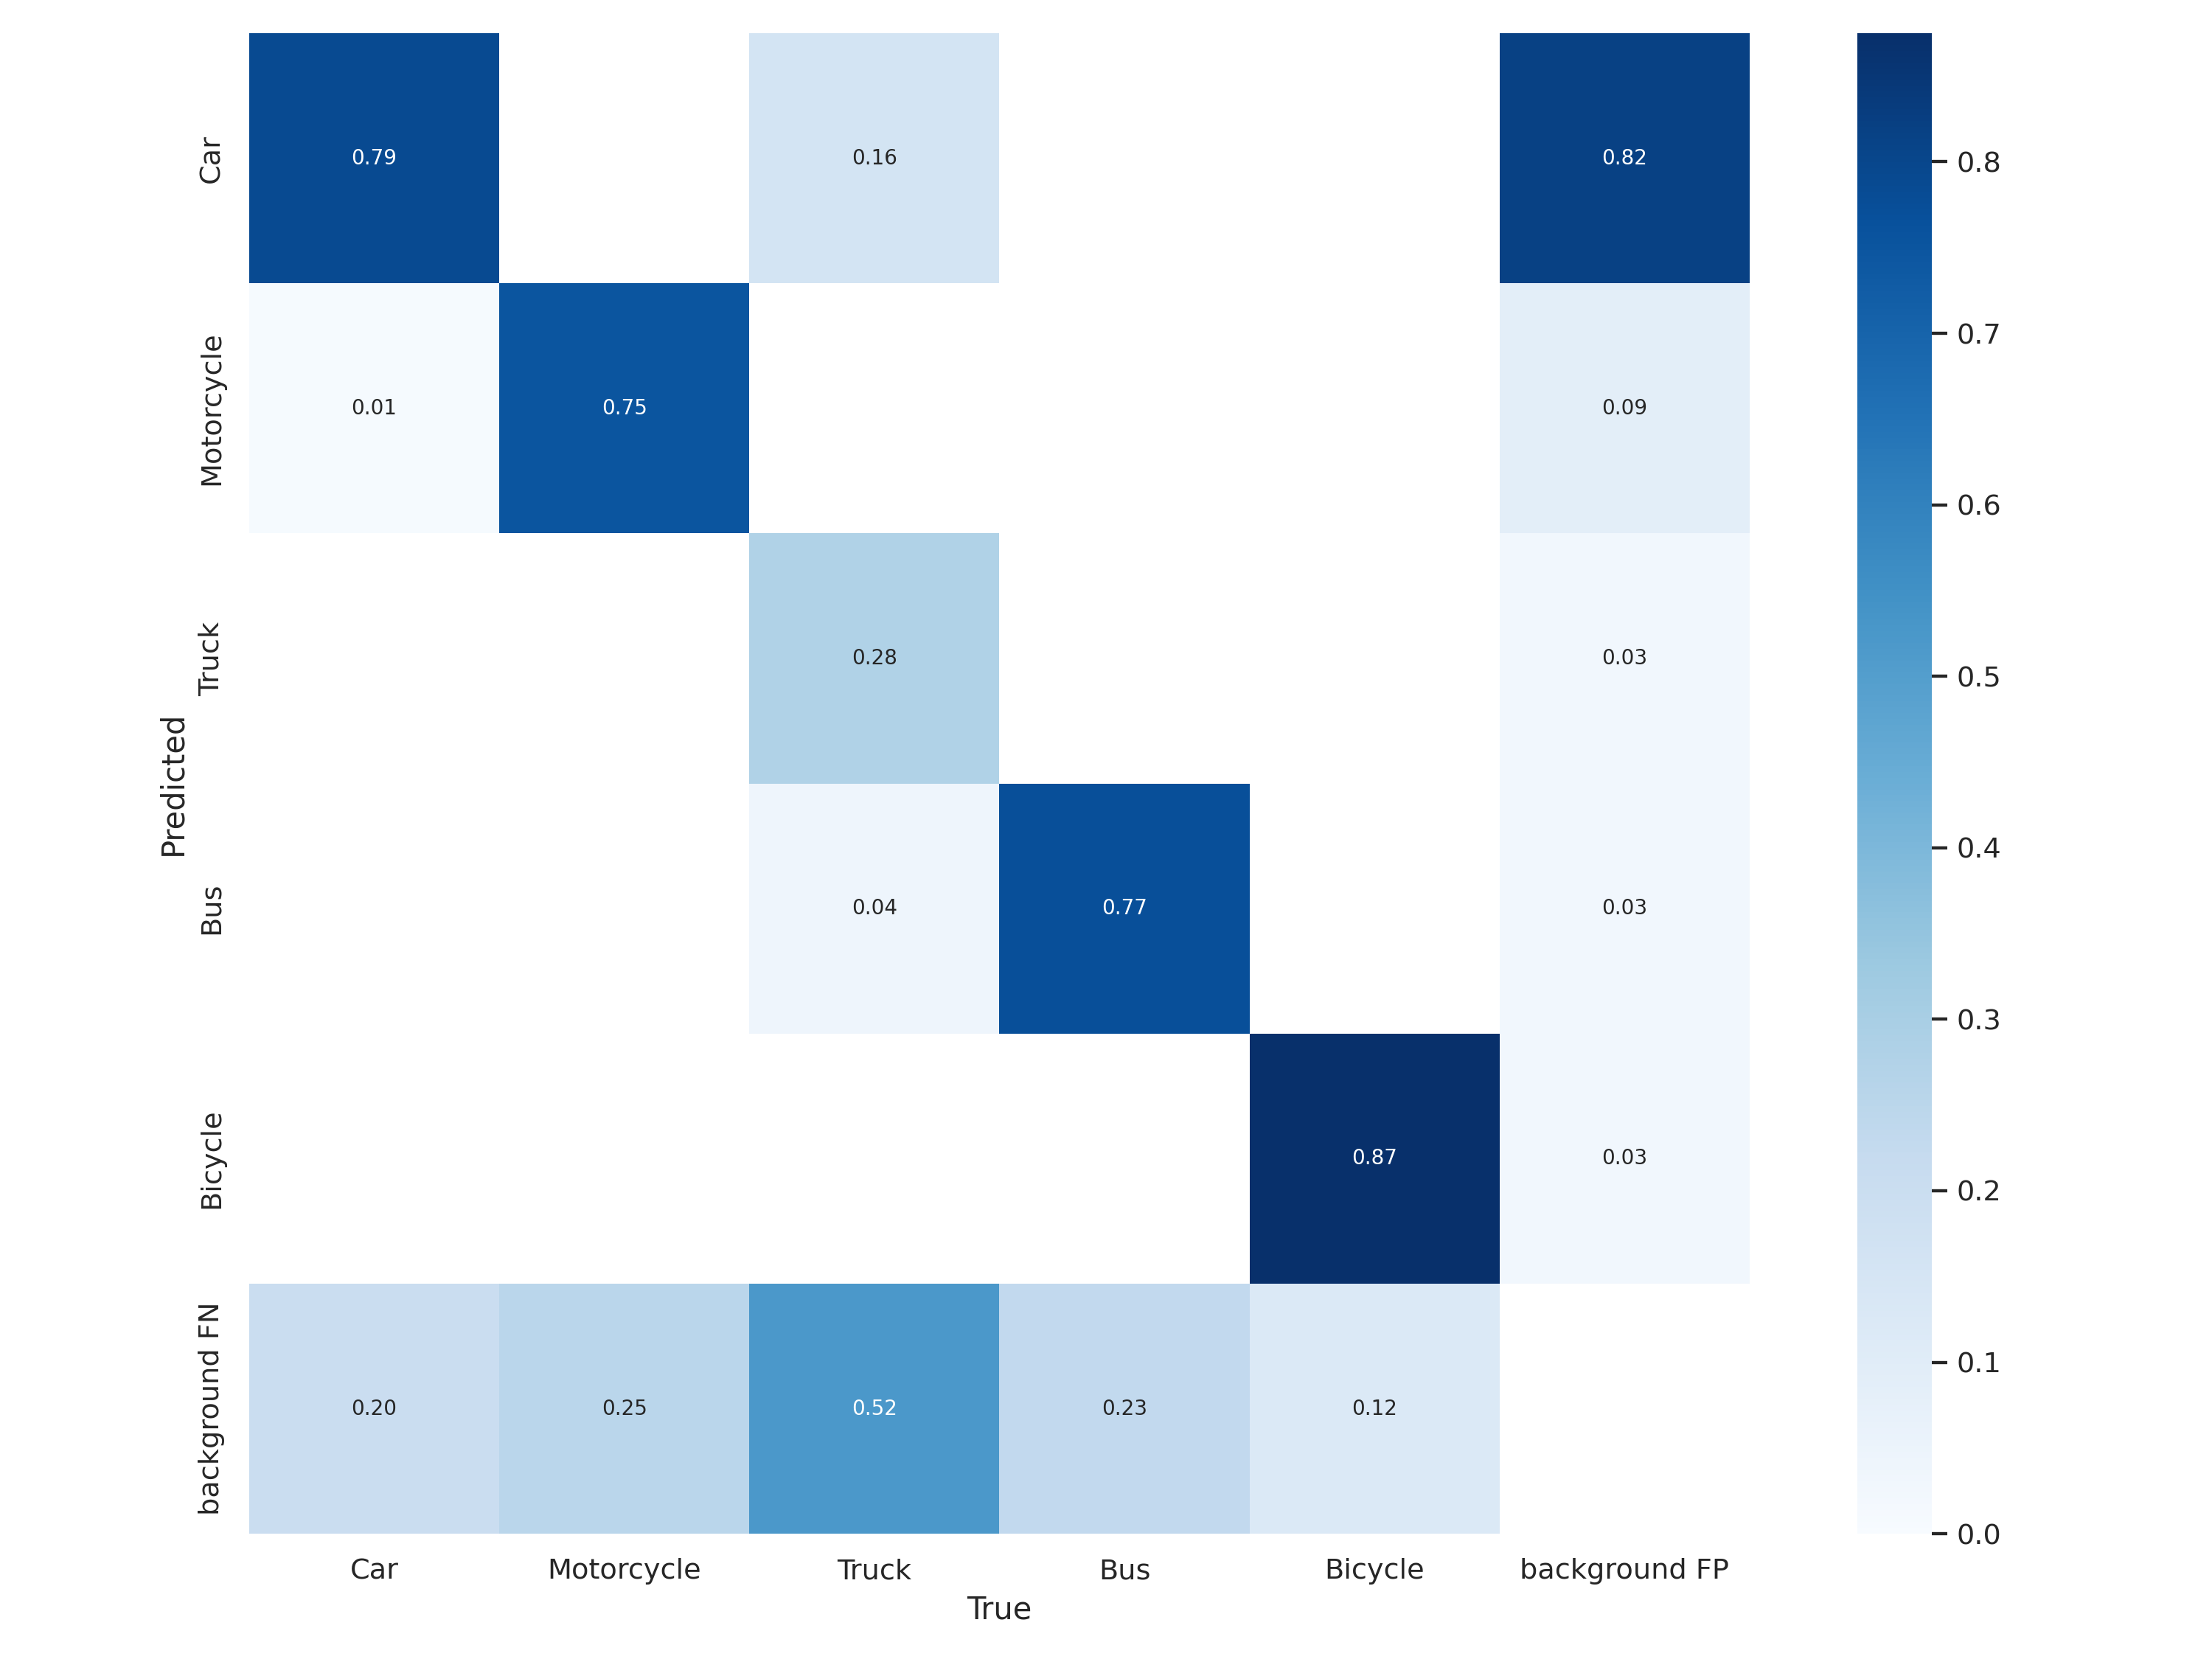 Predicted
Car
0.79
0.16
0.82
Motorcycle
0.01
0.75
0.09
Truck
0.28
0.03
Bus
0.04
0.77
0.03
Bicycle
0.87
0.03
background FN
0.20
0.25
0.52
0.23
0.12
Car
Motorcycle
Truck
Bus
Bicycle
background FP
True
0.8
0.7
0.6
0.5
0.4
0.3
0.2
0.1
0.0